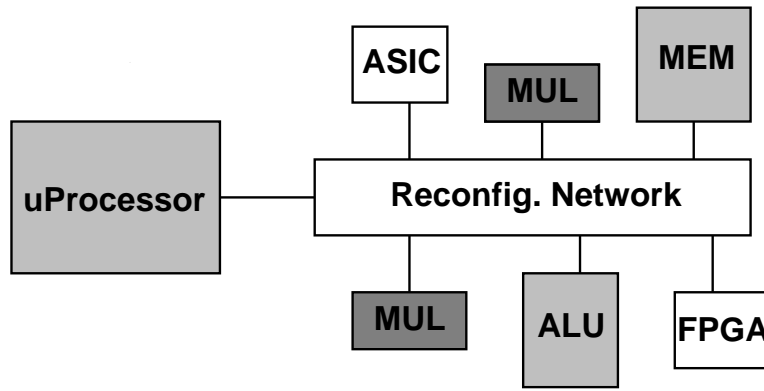 ASIC
MUL
MEM
uProcessor
Reconfig. Network
MUL
ALU
FPGA